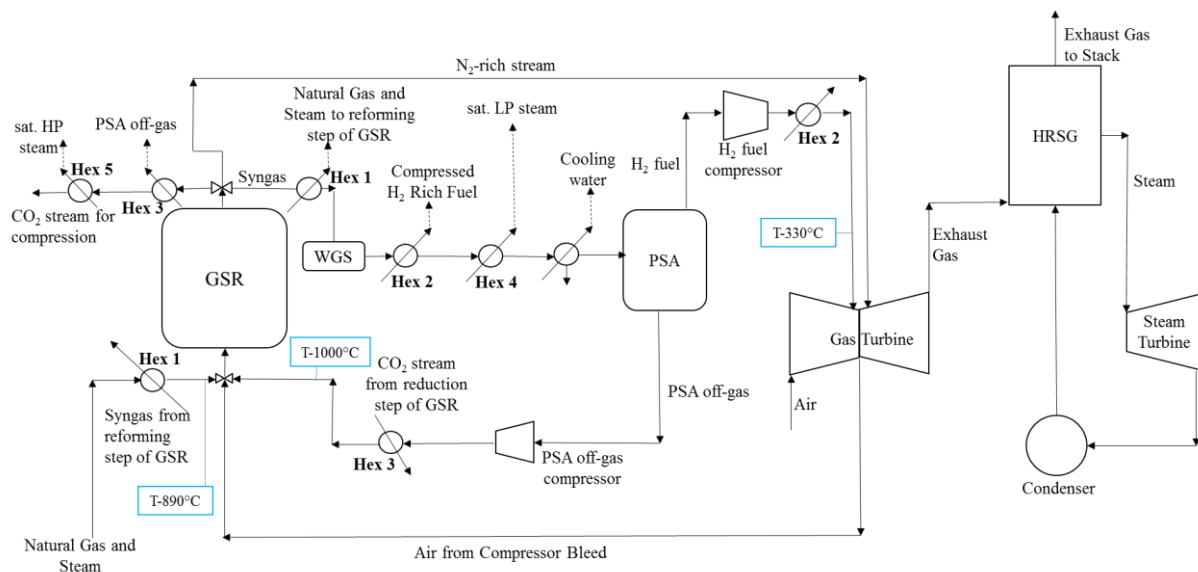 Exhaust Gas
to Stack
N₂-rich stream
Natural Gas and
Steam to reforming
step of GSR
sat. LP steam
PSA off-gas
sat. HP
steam
Hex 5
Hex 3
Syngas
Hex 1
CO₂ stream for
compression
Compressed
H₂ Rich Fuel
Cooling
water
H₂ fuel
H₂ fuel
compressor
Hex 2
HRSG
Steam
WGS
Hex 2
Hex 4
PSA
GSR
T-330°C
Exhaust
Gas
Gas Turbine
Steam
Turbine
Hex 1
T-1000°C
CO₂ stream
from reduction
step of GSR
PSA off-gas
Air
Syngas from
reforming
step of GSR
Hex 3
PSA off-gas
compressor
T-890°C
Condenser
Natural Gas and
Steam
Air from Compressor Bleed